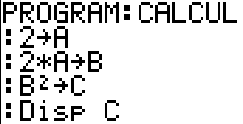 PROGRAM:CALCUL
:2→A
:2*A→B
:B²→C
:Disp C